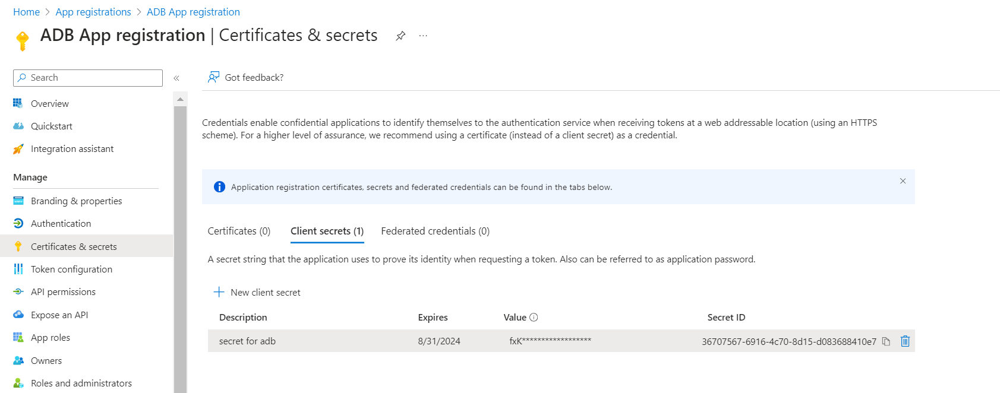 Home > App registrations > ADB App registration
ADB App registration | Certificates & secrets ...
Search
«
Got feedback?
Overview
Quickstart
Integration assistant
Manage
Branding & properties
Authentication
Certificates & secrets
Token configuration
API permissions
Expose an API
App roles
Owners
Roles and administrators
Credentials enable confidential applications to identify themselves to the authentication service when receiving tokens at a web addressable location (using an HTTPS
scheme). For a higher level of assurance, we recommend using a certificate (instead of a client secret) as a credential.
Application registration certificates, secrets and federated credentials can be found in the tabs below.
Certificates (0) Client secrets (1) Federated credentials (0)
A secret string that the application uses to prove its identity when requesting a token. Also can be referred to as application password.
New client secret
Description Expires Value Secret ID
secret for adb 8/31/2024 fxK****************** 36707567-6916-4c70-8d15-d083688410e7